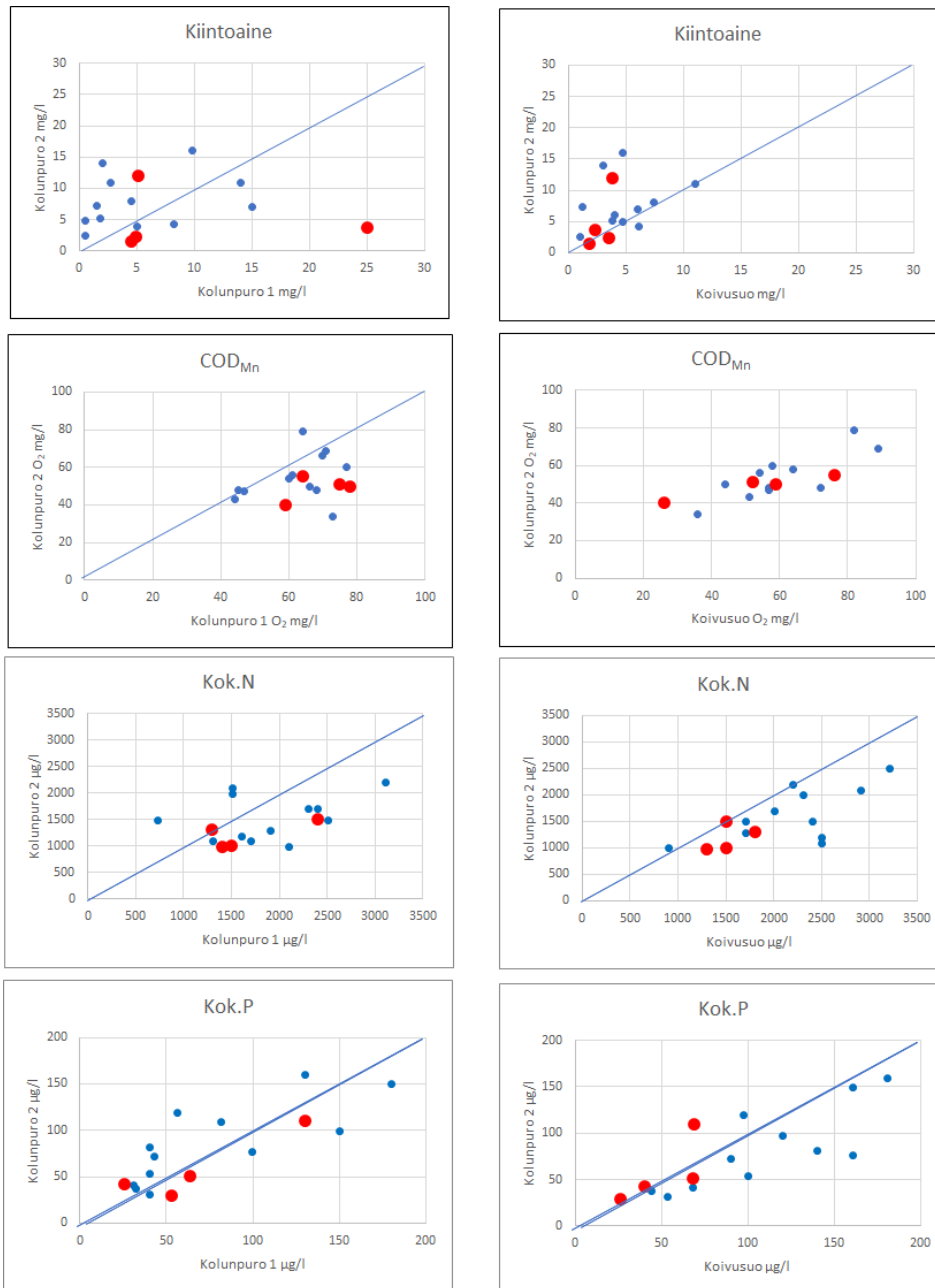 Kiintoaine
30
25
20
15
10
5
0
0 5 10 15 20 25 30
Kolunpuro 2 mg/l
Kolunpuro 1 mg/l
Kiintoaine
30
25
20
15
10
5
0
0 5 10 15 20 25 30
Kolunpuro 2 mg/l
Koivusuo mg/l
COD Mn
100
80
60
40
20
0
0 20 40 60 80 100
Kolunpuro 2 O2 mg/l
Kolunpuro 1 O2 mg/l
COD Mn
100
80
60
40
20
0
0 20 40 60 80 100
Kolunpuro 2 O2 mg/l
Koivusuo O2 mg/l
Kok.N
3500
3000
2500
2000
1500
1000
500
0
0 500 1000 1500 2000 2500 3000 3500
Kolunpuro 2 µg/l
Kolunpuro 1 µg/l
Kok.N
3500
3000
2500
2000
1500
1000
500
0
0 500 1000 1500 2000 2500 3000 3500
Kolunpuro 2 µg/l
Koivusuo µg/l
Kok.P
200
150
100
50
0
0 50 100 150 200
Kolunpuro 2 µg/l
Kolunpuro 1 µg/l
Kok.P
200
150
100
50
0
0 50 100 150 200
Kolunpuro 2 µg/l
Koivusuo µg/l